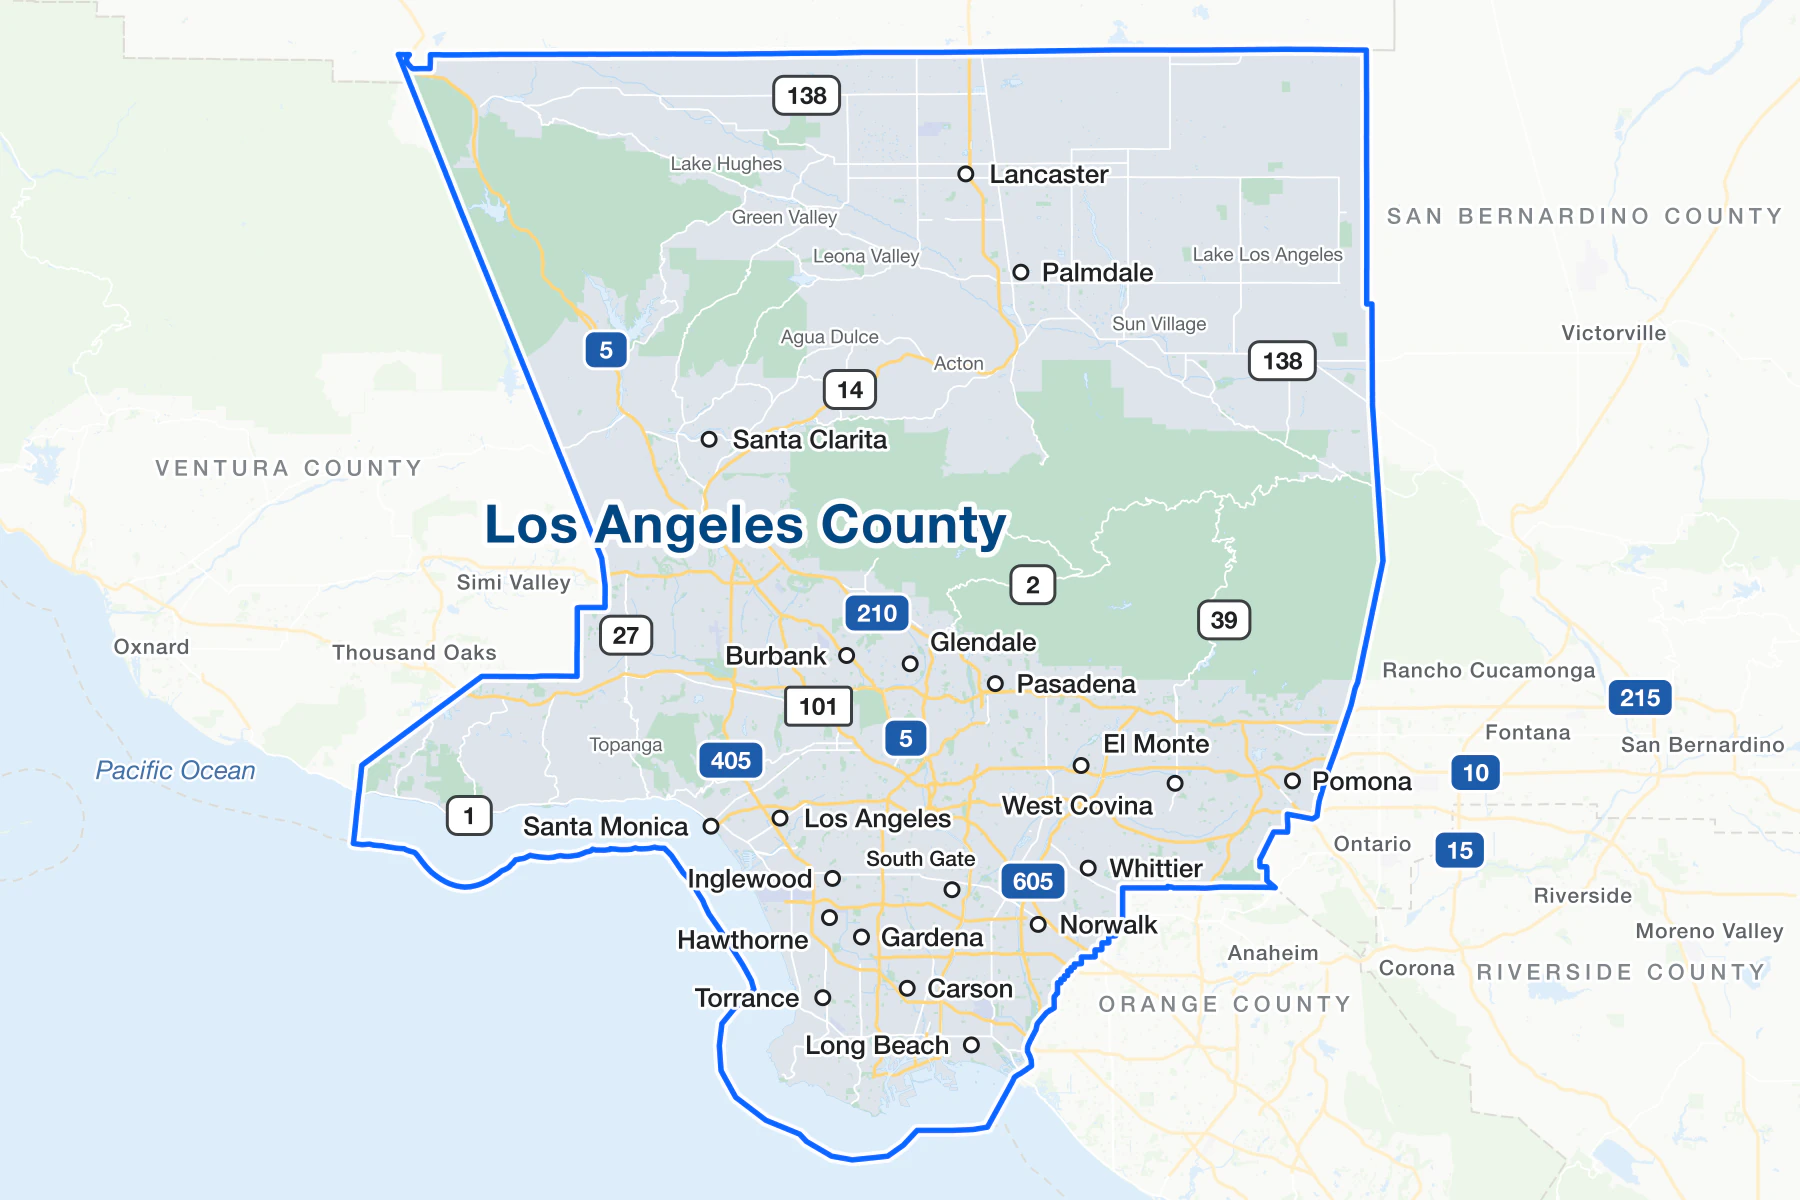 138
Lake Hughes
Lancaster
Green Valley
SAN BERNARDINO COUNTY
Leona Valley
Lake Los Angeles
Palmdale
Sun Village
Victorville
Agua Dulce
5
Acton
138
14
Santa Clarita
VENTURA COUNTY
Los Angeles County
Simi Valley
2
210
39
27
Oxnard
Thousand Oaks
Burbank
Glendale
Pasadena
Rancho Cucamonga
215
101
Topanga
5
El Monte
Fontana
San Bernardino
405
Pacific Ocean
10
Pomona
West Covina
1
Santa Monica
Los Angeles
Ontario
15
South Gate
Whittier
Inglewood
605
Riverside
Norwalk
Moreno Valley
Hawthorne
Gardena
Anaheim
Corona
RIVERSIDE COUNTY
Torrance
Carson
ORANGE COUNTY
Long Beach